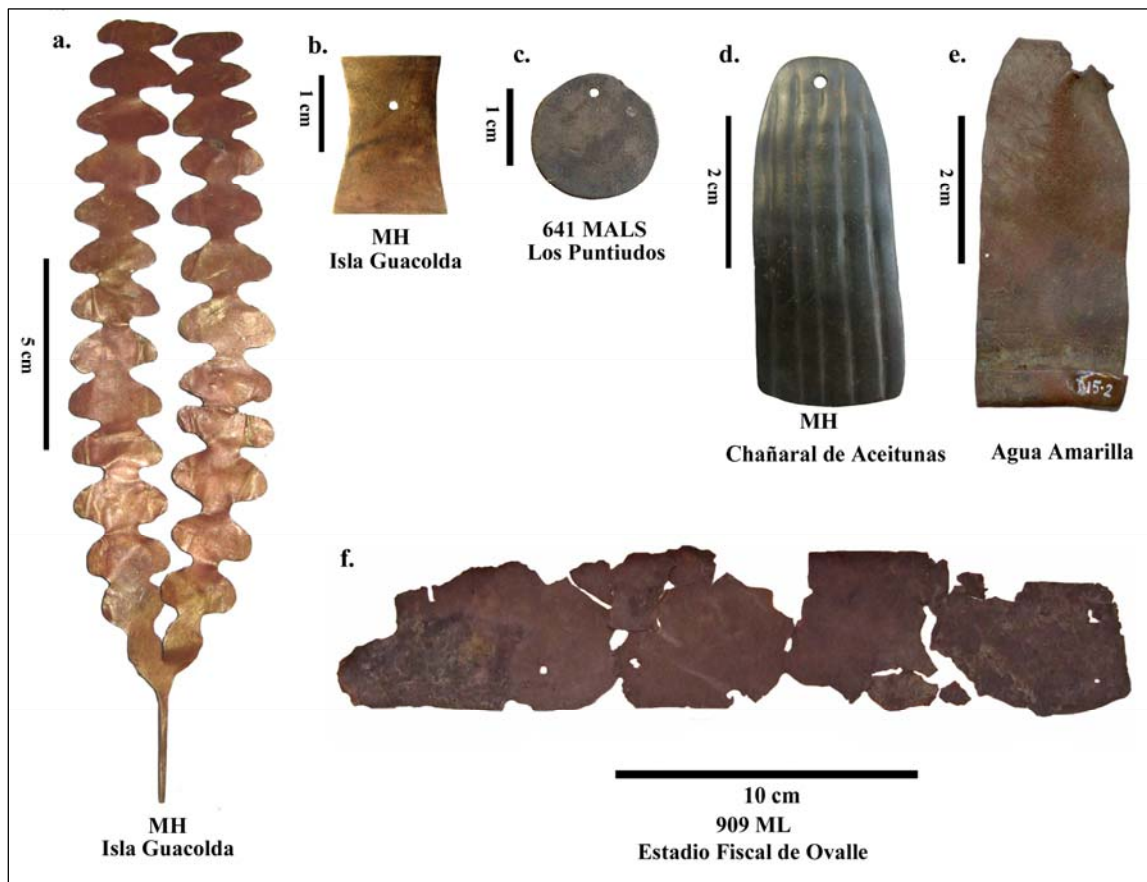 a.
5 cm
MH
Isla Guacolda
b.
1 cm
MH
Isla Guacolda
c.
1 cm
641 MALS
Los Puntiudos
d.
2 cm
MH
Chañaral de Aceitunas
e.
2 cm
Agua Amarilla
f.
10 cm
909 ML
Estadio Fiscal de Ovalle